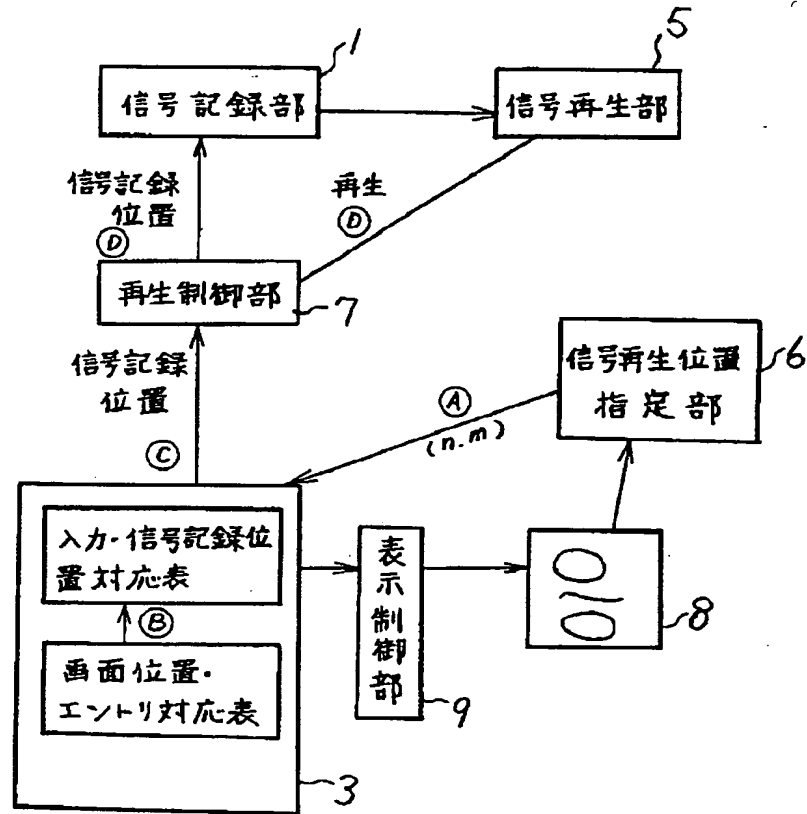 1
5
信号記録部
信号再生部
信号記録
位置
Ⓓ
再生
Ⓓ
再生制御部
7
信号記録
位置
Ⓒ
信号再生位置
指定部
6
Ⓐ
(n.m)
入力・信号記録位
置対応表
Ⓑ
画面位置・
エントリ対応表
3
表示制御部
9
8